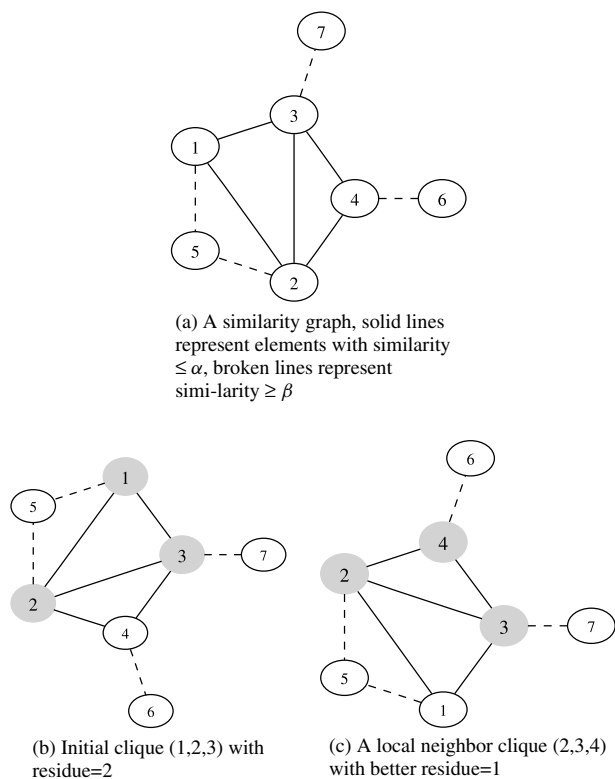 7
3
1
4
6
5
2
(a) A similarity graph, solid lines
represent elements with similarity
≤ α, broken lines represent
simi-larity ≥ β
1
5
3
7
2
4
6
(b) Initial clique (1,2,3) with
residue=2
6
4
2
3
7
5
1
(c) A local neighbor clique (2,3,4)
with better residue=1